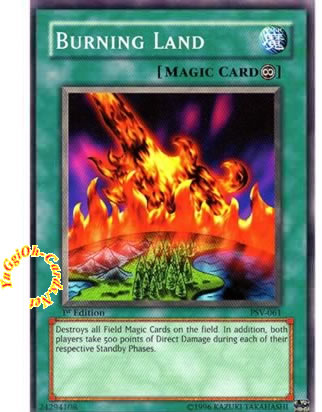 BURNING LAND
[MAGIC CARD]
YuGgiOh-Cards.Net
1st Edition
PSV-061
Destroys all Field Magic Cards on the field. In addition, both
players take 500 points of Direct Damage during each of their
respective Standby Phases.
24294108
©1996 KAZUKI TAKAHASHI